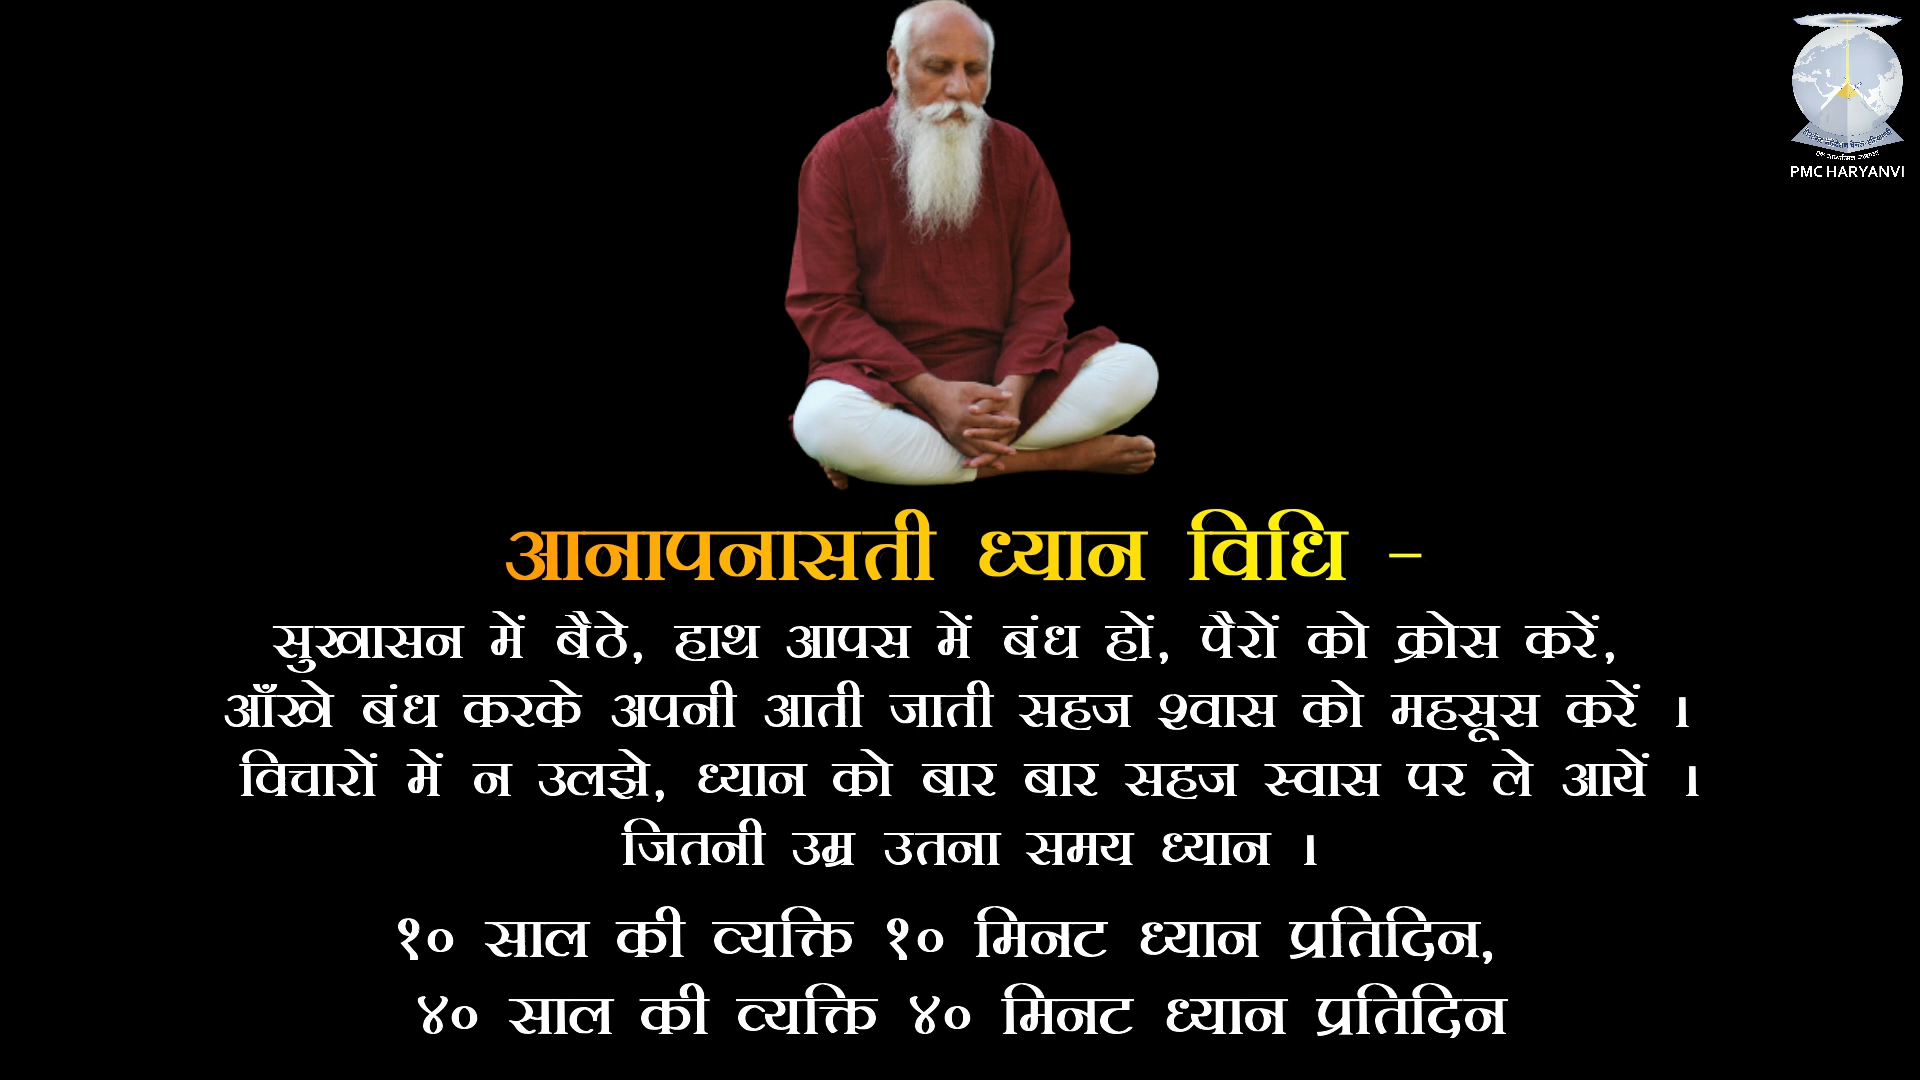 PMC HARYANVI
आनापनासती ध्यान विधि -
सुखासन में बैठे, हाथ आपस में बंध हों, पैरों को क्रोस करें,
आँखे बंध करके अपनी आती जाती सहज श्वास को महसूस करें ।
विचारों में न उलझे, ध्यान को बार बार सहज स्वास पर ले आयें ।
जितनी उम्र उतना समय ध्यान ।
१० साल की व्यक्ति १० मिनट ध्यान प्रतिदिन,
४० साल की व्यक्ति ४० मिनट ध्यान प्रतिदिन